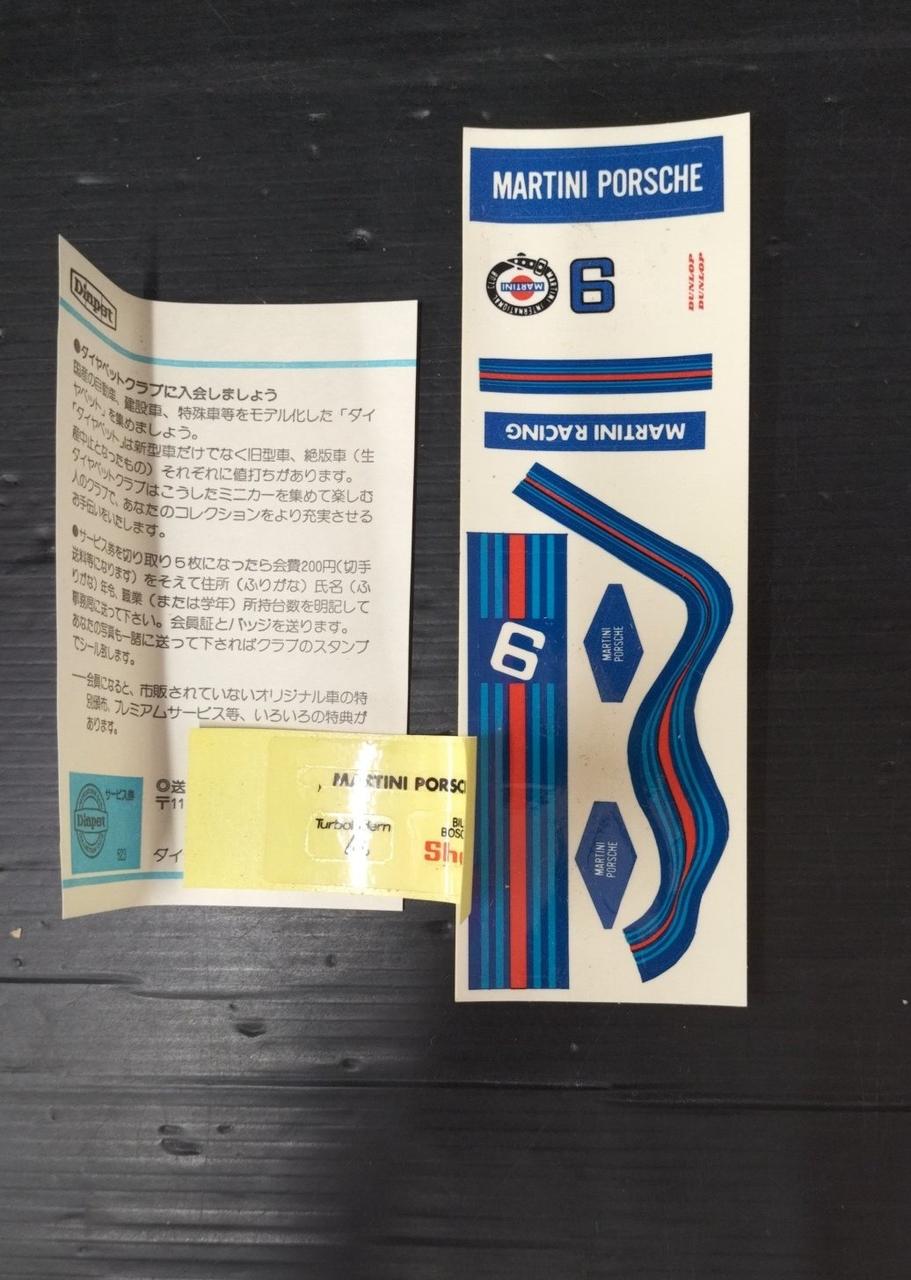 Diapet
●ダイヤペットクラブに入会しましょう
国産の自動車、建設車、特殊車等をモデル化した「ダイ
ヤペット」を集めましょう。
「ダイヤペット」は新型車だけでなく旧型車、絶版車（生
産中止となったもの）それぞれに値打ちがあります。
ダイヤペットクラブはこうしたミニカーを集めて楽しむ
人のクラブで、あなたのコレクションをより充実させる
お手伝いをいたします。
●サービス券を切り取り5枚になったら会費200円（切手
送料等になります）をそえて住所（ふりがな）氏名（ふ
りがな）年令、職業（または学年）所持台数を明記して
事務局に送って下さい。会員証とバッジを送ります。
あなたの写真も一諸に送って下さればクラブのスタンプ
でシール致します。
―会員になると、市販されていないオリジナル車の特
別頒布、プレミアムサービス等、いろいろの特典が
あります。
サービス券
Diapet
623
◎送
〒11
ダイ
MARTINI PORSC
Turbo
ern
BIL
BOSC
She
MARTINI PORSCHE
MARTINI INTERNATIONAL CLUB
MARTINI
6
DUNLOP
DUNLOP
MARTINI RACING
6
MARTINI
PORSCHE
MARTINI
PORSCHE